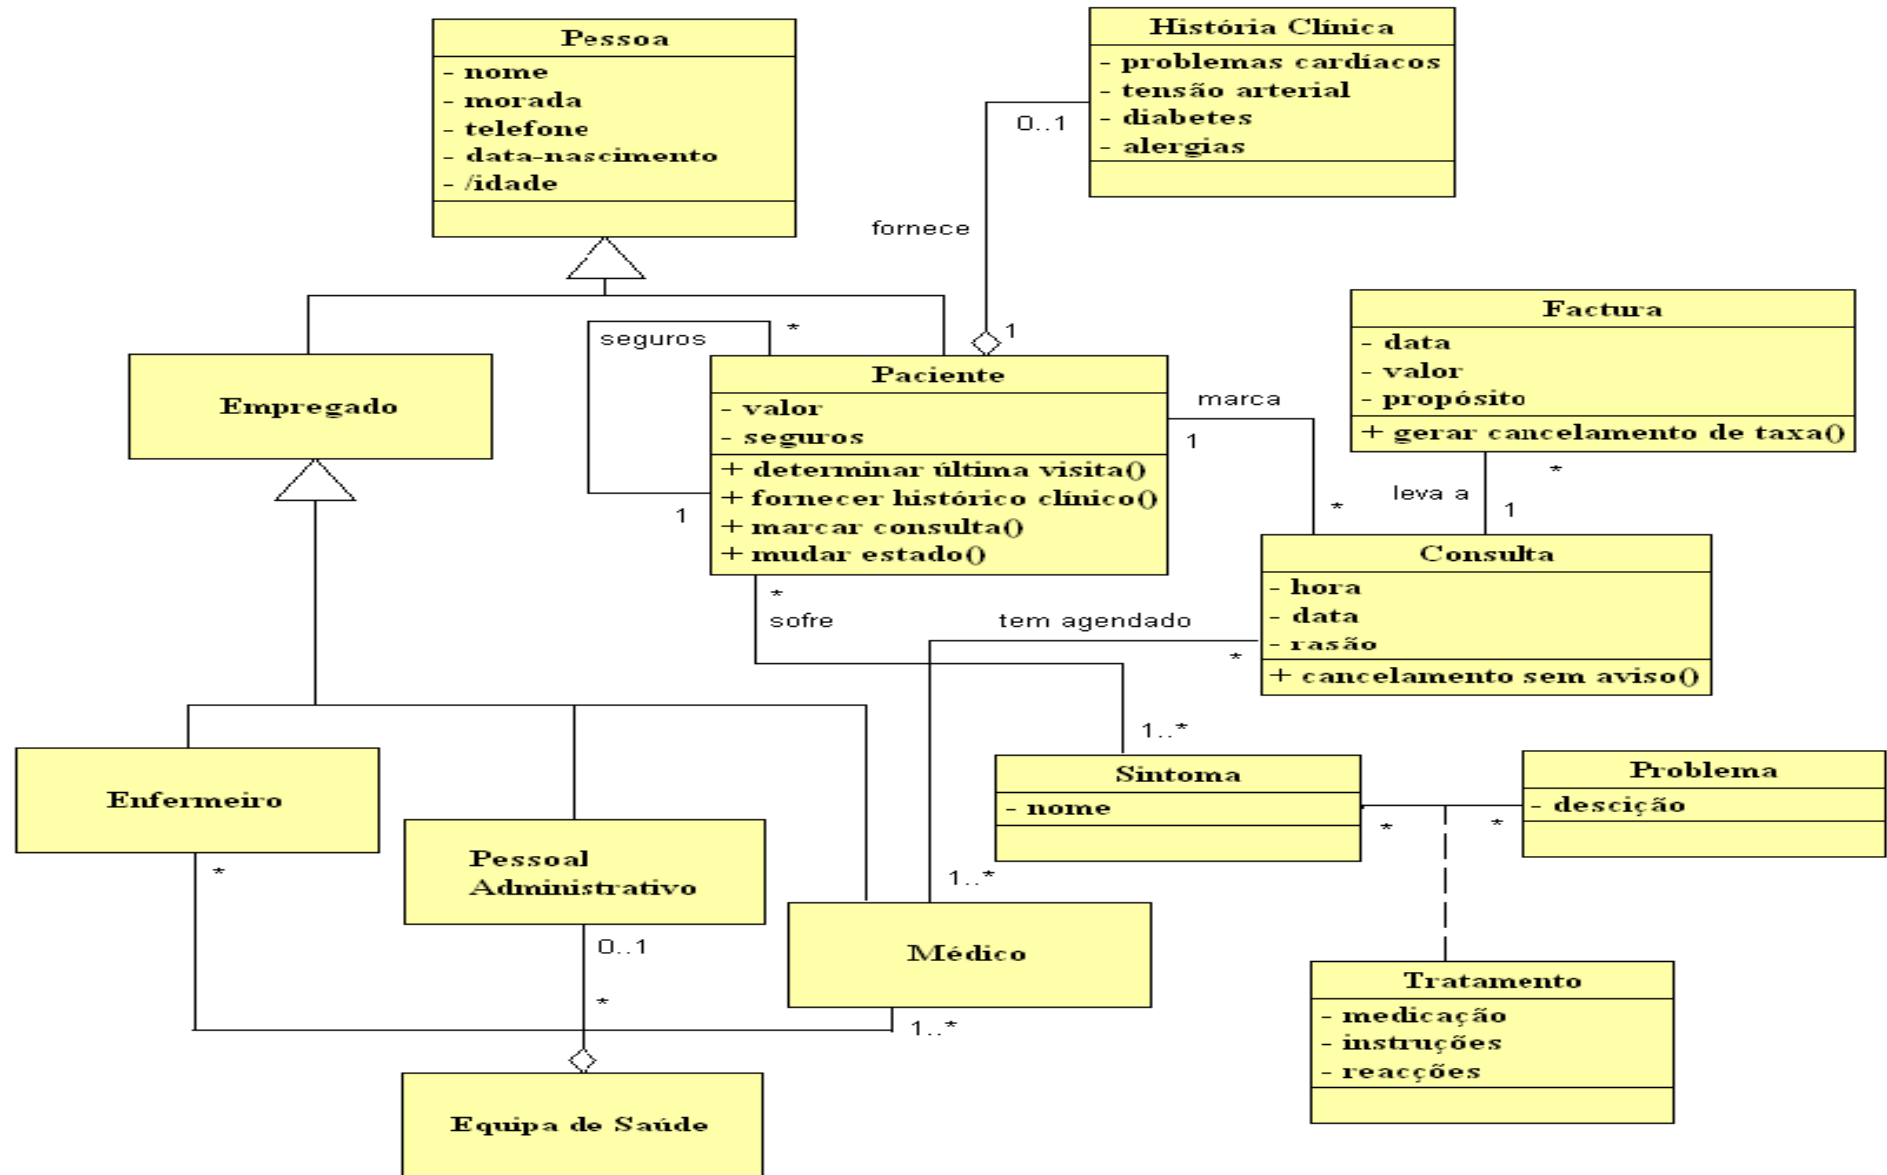 Pessoa
- nome
- morada
- telefone
- data-nascimento
- /idade
História Clínica
- problemas cardíacos
- tensão arterial
- diabetes
- alergias
0..1
fornece
1
seguros
*
1
Empregado
Paciente
- valor
- seguros
+ determinar última visita()
+ fornecer histórico clínico()
+ marcar consulta()
+ mudar estado()
marca
1
*
Factura
- data
- valor
- propósito
+ gerar cancelamento de taxa()
*
leva a
1
Consulta
- hora
- data
- rasão
+ cancelamento sem aviso()
*
sofre
tem agendado
*
1..*
1..*
Enfermeiro
*
Pessoal
Administrativo
0..1
*
Médico
1..*
Sintoma
- nome
*
*
Problema
- descição
Tratamento
- medicação
- instruções
- reacções
Equipa de Saúde